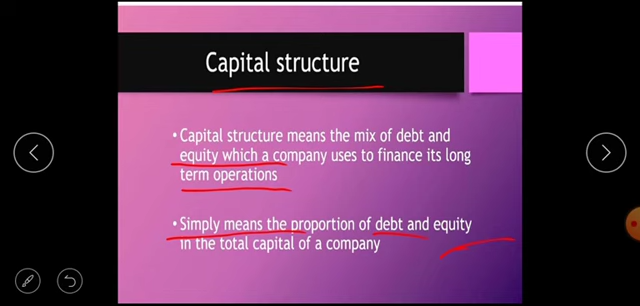 Capital structure
• Capital structure means the mix of debt and
equity which a company uses to finance its long
term operations
• Simply means the proportion of debt and equity
in the total capital of a company